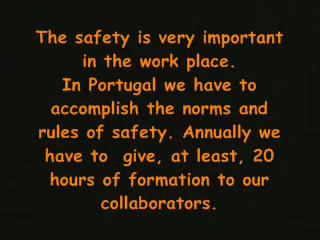 The safety is very important
in the work place.
In Portugal we have to
accomplish the norms and
rules of safety. Annually we
have to  give, at least, 20
hours of formation to our
collaborators.